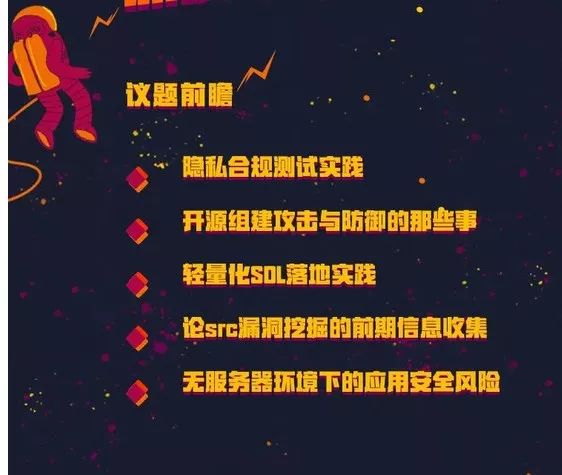 议题前瞻
隐私合规测试实践
开源组建攻击与防御的那些事
轻量化SDL落地实践
论src漏洞挖掘的前期信息收集
无服务器环境下的应用安全风险